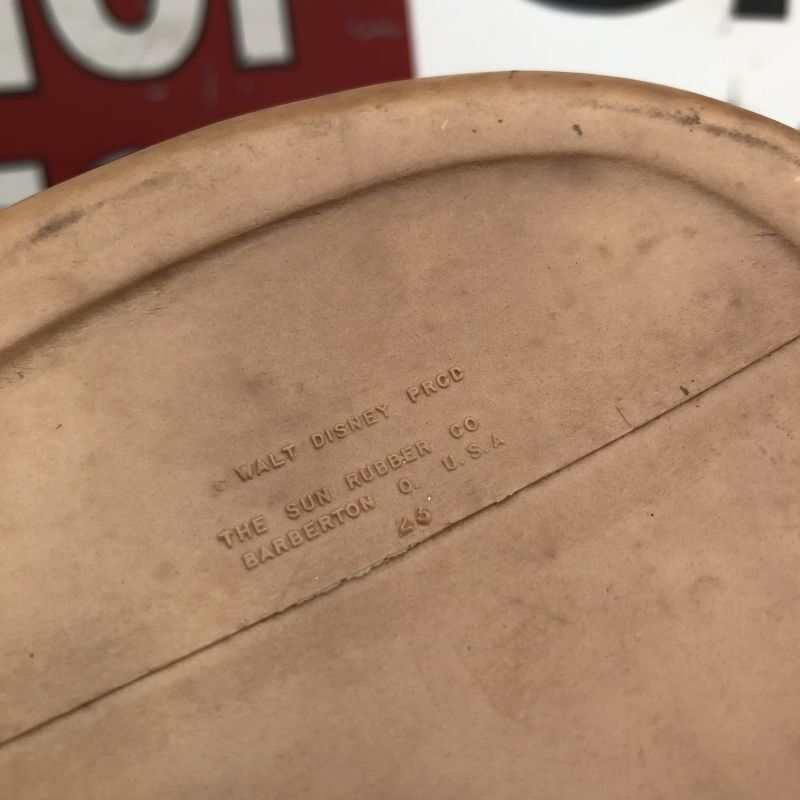 © WALT DISNEY PROD
THE SUN RUBBER CO
BARBERTON. O. U.S.A